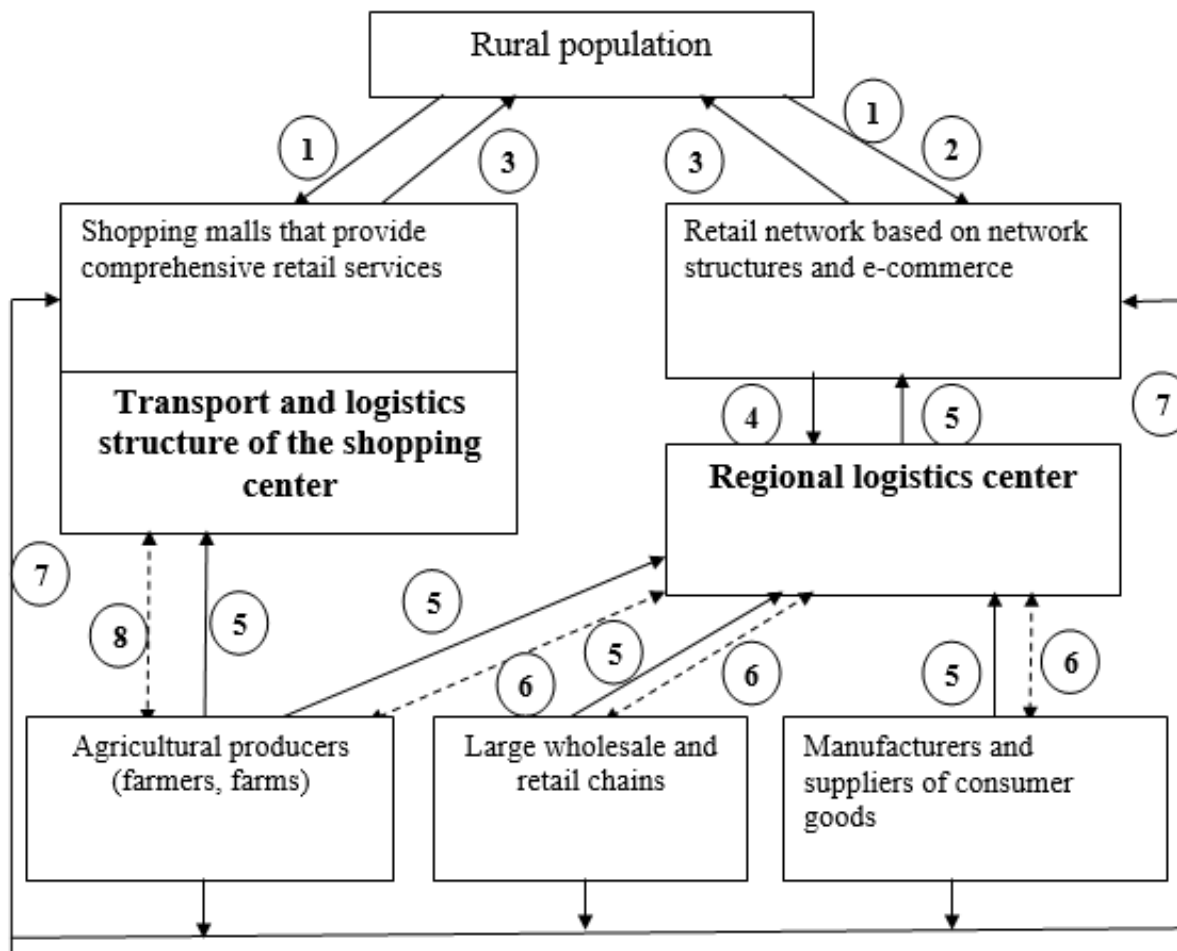 Rural population
1
3
3
1
2
Shopping malls that provide
comprehensive retail services
Retail network based on network
structures and e-commerce
Transport and logistics
structure of the shopping
center
4
5
7
Regional logistics center
7
8
5
5
6
5
6
5
6
Agricultural producers
(farmers, farms)
Large wholesale and
retail chains
Manufacturers and
suppliers of consumer
goods